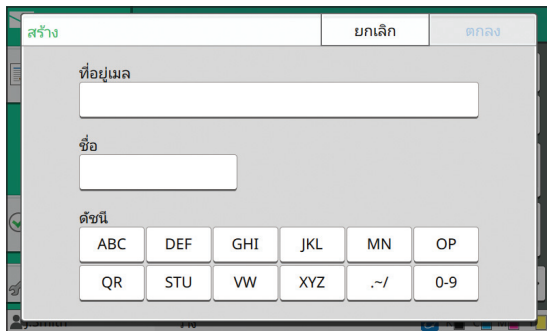 สร้าง ยกเลิก ตกลง
ที่อยู่เมล
ชื่อ
ดัชนี
ABC DEF GHI JKL MN OP
QR STU VW XYZ .~/ 0-9